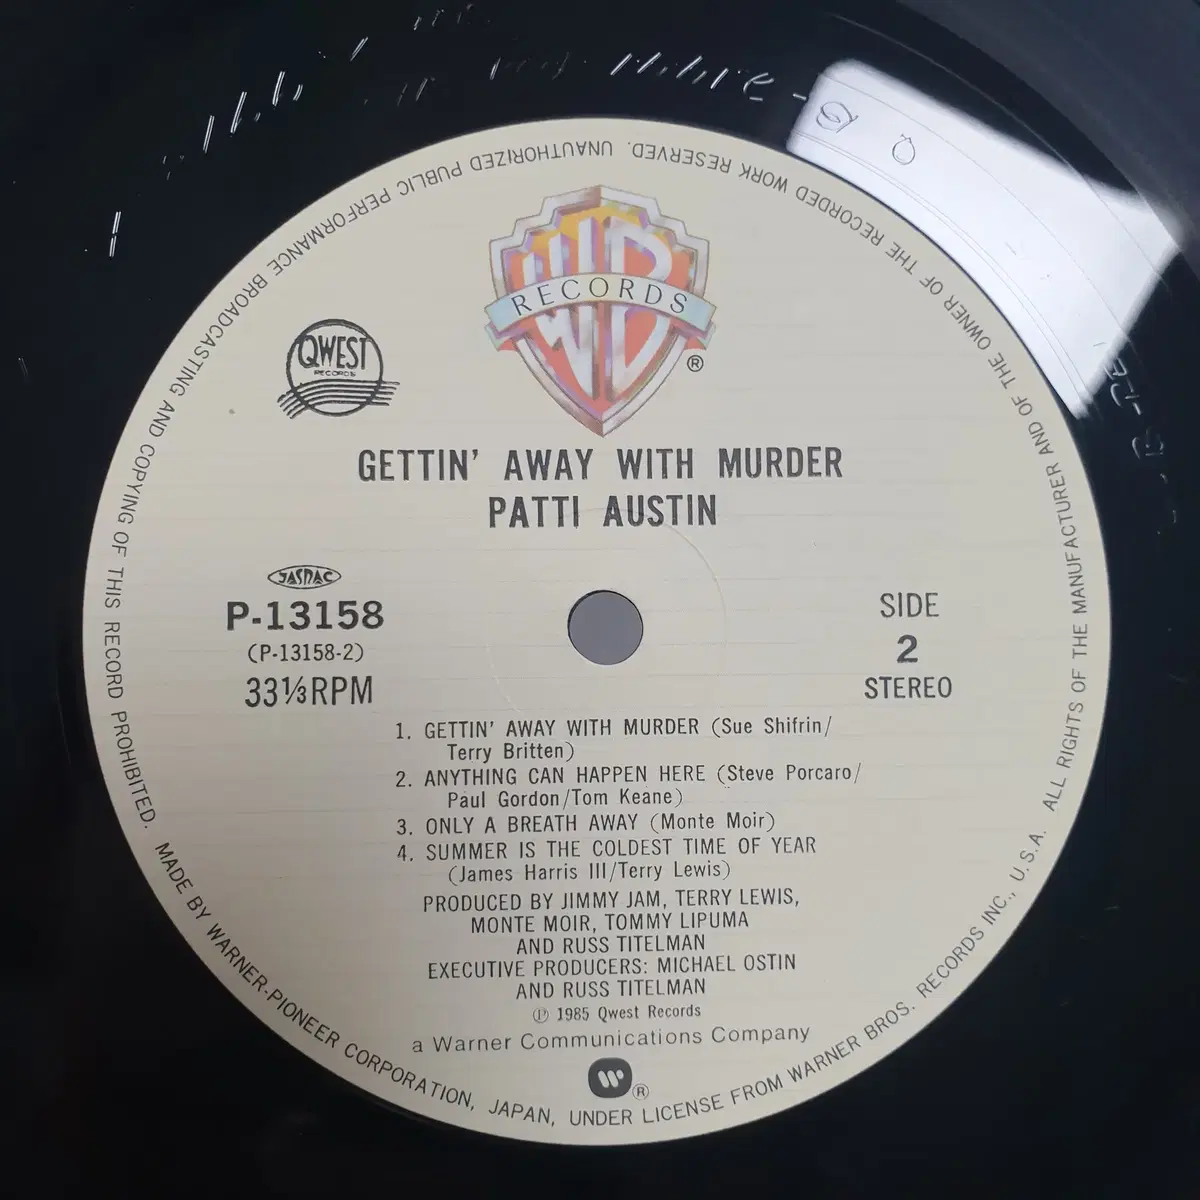 WB
RECORDS
®
QWEST
RECORDS
GETTIN' AWAY WITH MURDER
PATTI AUSTIN
JASRAC
P-13158
(P-13158-2)
33⅓RPM
SIDE
2
STEREO
1. GETTIN' AWAY WITH MURDER (Sue Shifrin/
Terry Britten)
2. ANYTHING CAN HAPPEN HERE (Steve Porcaro/
Paul Gordon/Tom Keane)
3. ONLY A BREATH AWAY (Monte Moir)
4. SUMMER IS THE COLDEST TIME OF YEAR
(James Harris III/Terry Lewis)
PRODUCED BY JIMMY JAM, TERRY LEWIS,
MONTE MOIR, TOMMY LIPUMA
AND RUSS TITELMAN
EXECUTIVE PRODUCERS: MICHAEL OSTIN
AND RUSS TITELMAN
℗ 1985 Qwest Records
a Warner Communications Company
®
MADE BY WARNER-PIONEER CORPORATION, JAPAN, UNDER LICENSE FROM WARNER BROS. RECORDS INC., U.S.A. ALL RIGHTS OF THE MANUFACTURER AND OF THE OWNER OF THE RECORDED WORK RESERVED. UNAUTHORIZED PUBLIC PERFORMANCE BROADCASTING AND COPYING OF THIS RECORD PROHIBITED.